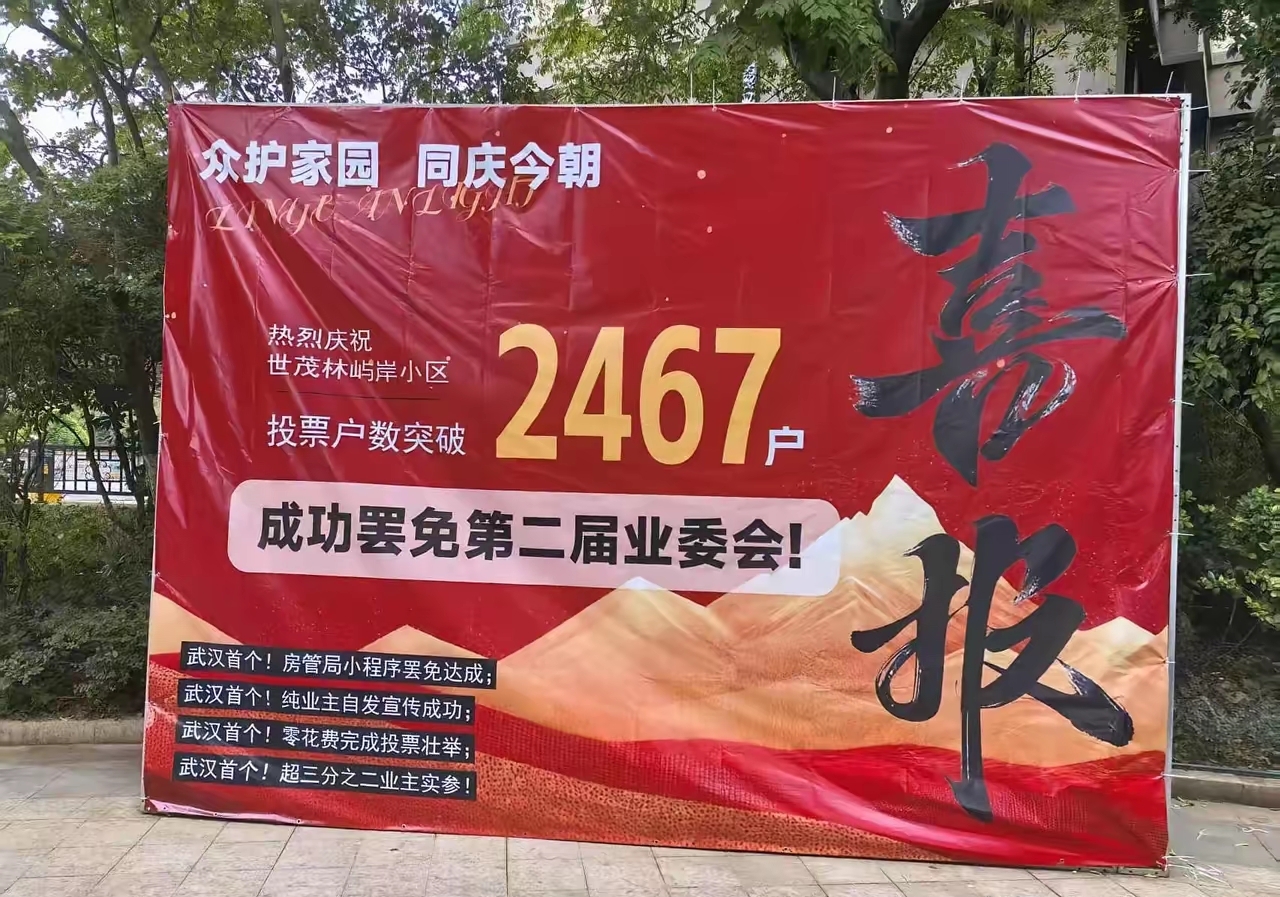 众护家园 同庆今朝
LINYU ANLIGHT
热烈庆祝
世茂林屿岸小区
投票户数突破
2467户
成功罢免第二届业委会!
武汉首个！房管局小程序罢免达成；
武汉首个！纯业主自发宣传成功；
武汉首个！零花费完成投票壮举；
武汉首个！超三分之二业主实参！
喜报